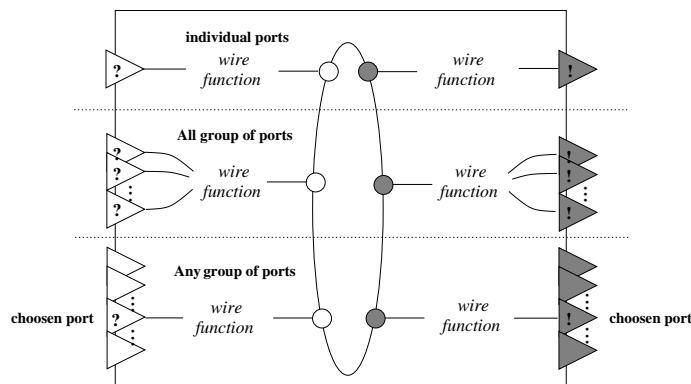 individual ports
? wire function wire function !
All group of ports
? ? ⋮ ? wire function wire function ! ! ⋮ !
Any group of ports
choosen port ? wire function wire function ! choosen port